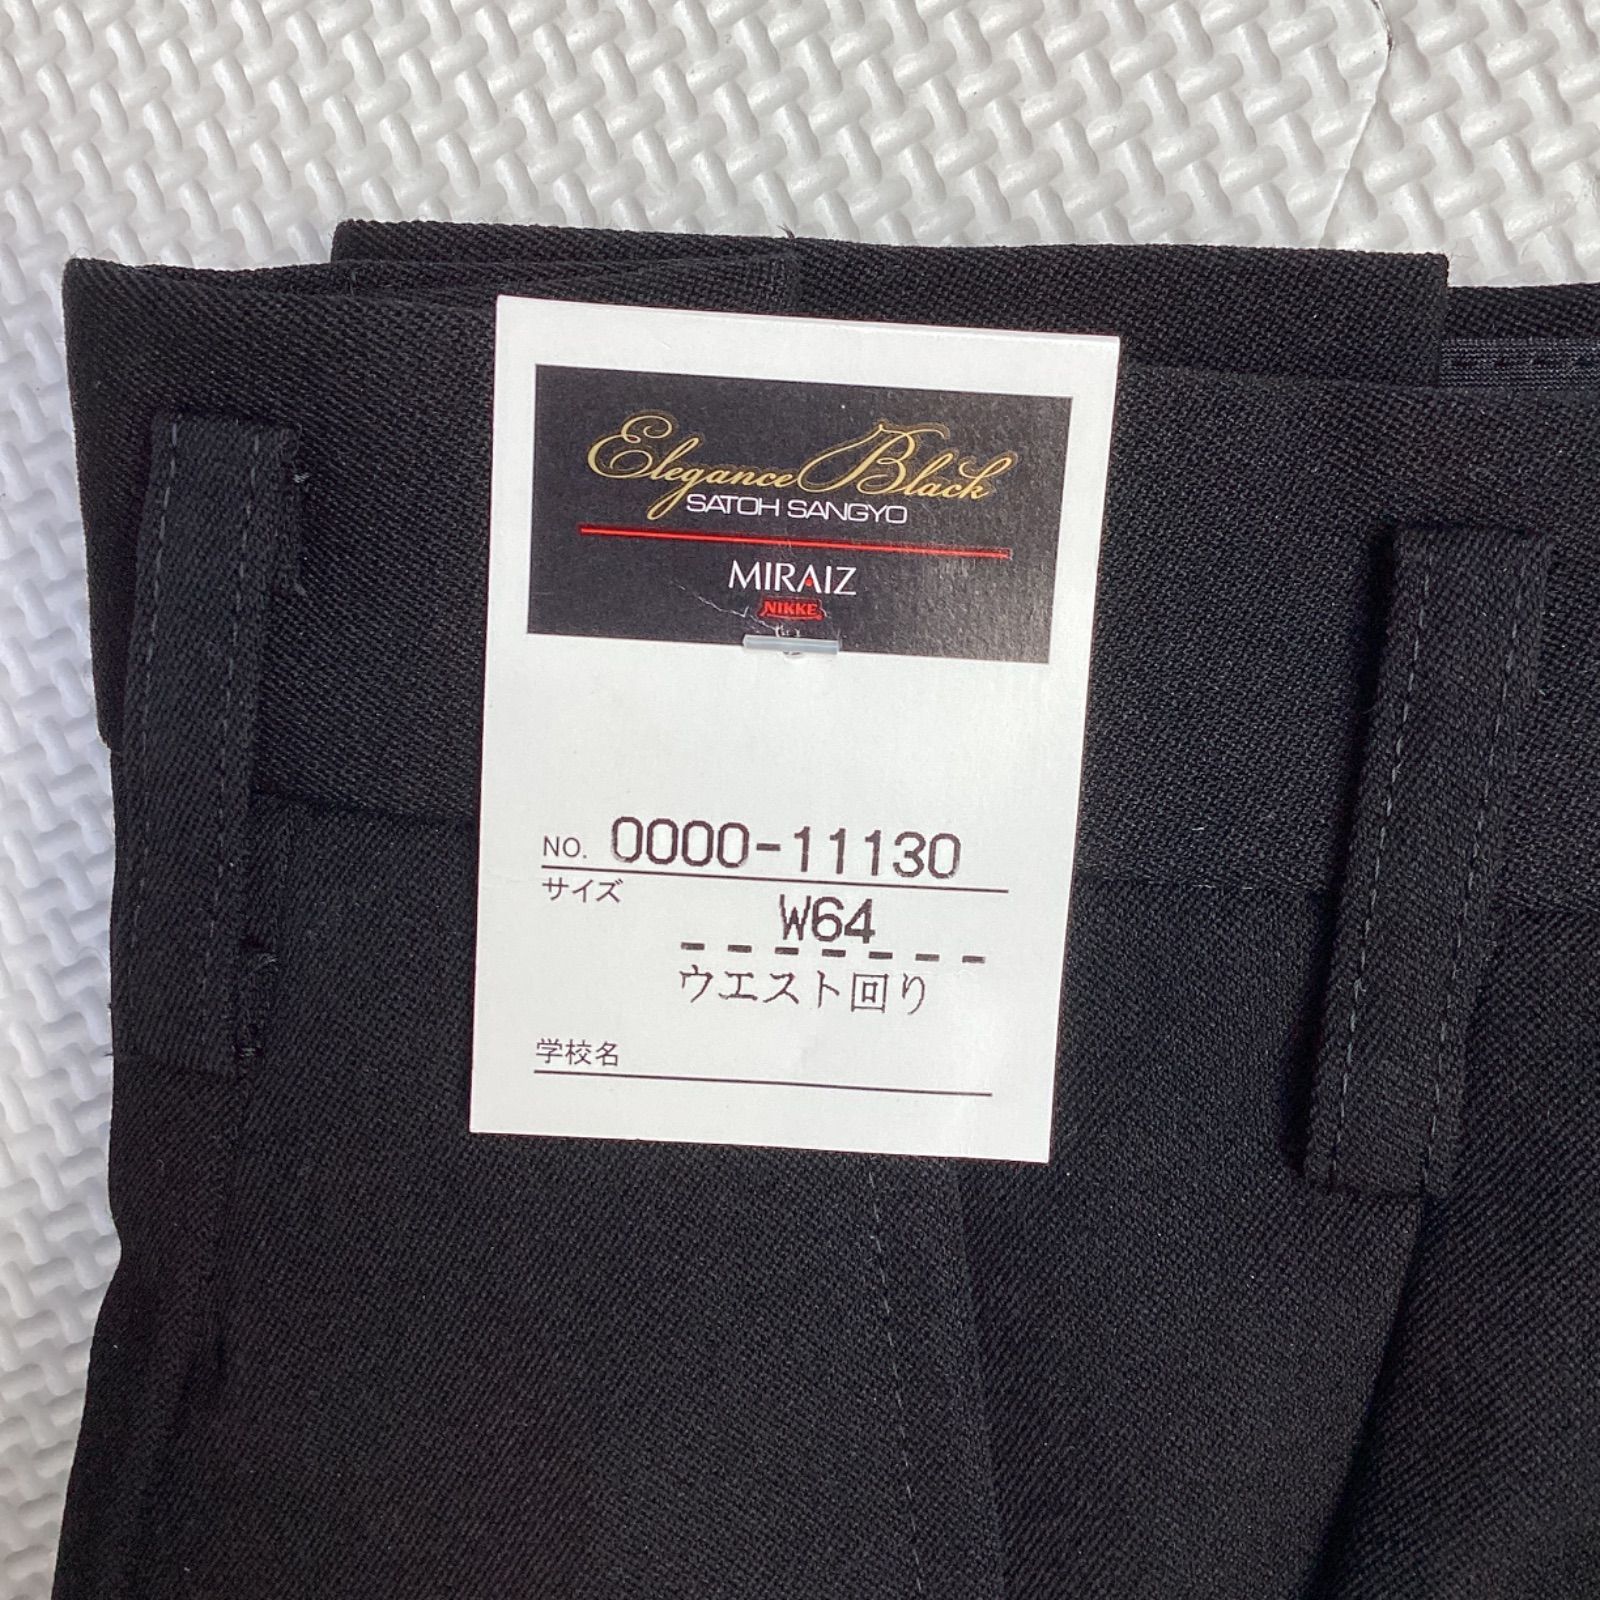 Elegance Black
SATOH SANGYO
MIRAIZ
NIKKE
NO. 0000-11130
サイズ
W64
ウエスト回り
学校名